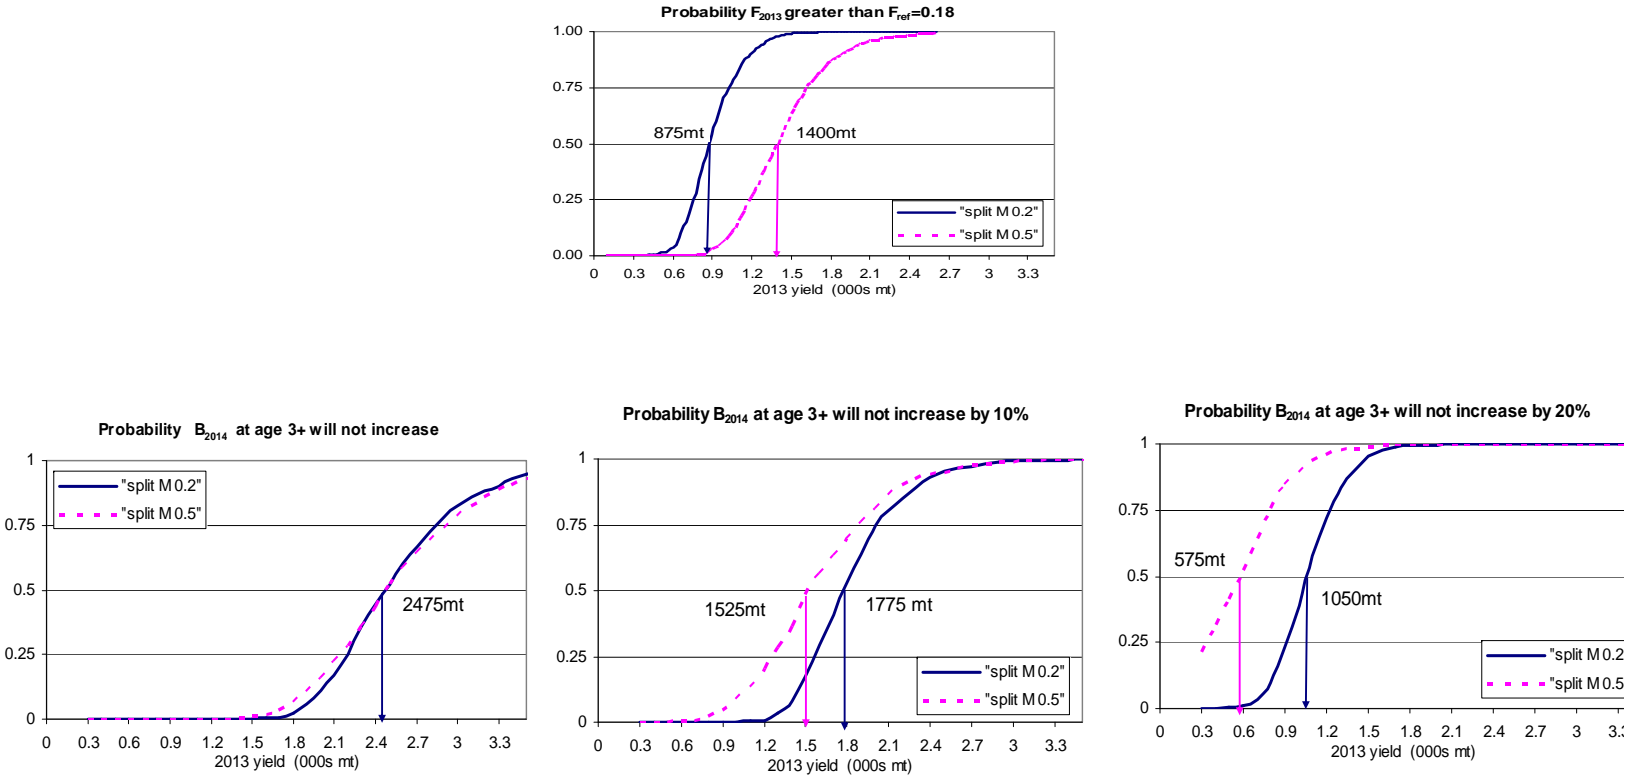 Probability F2013 greater than Fref=0.18
1.00
0.75
0.50
0.25
0.00
875mt
1400mt
"split M 0.2"
"split M 0.5"
0 0.3 0.6 0.9 1.2 1.5 1.8 2.1 2.4 2.7 3 3.3
2013 yield (000s mt)
Probability B2014 at age 3+ will not increase
1
0.75
0.5
0.25
0
"split M 0.2"
"split M 0.5"
2475mt
0 0.3 0.6 0.9 1.2 1.5 1.8 2.1 2.4 2.7 3 3.3
2013 yield (000s mt)
Probability B2014 at age 3+ will not increase by 10%
1
0.75
0.5
0.25
0
1525mt
1775 mt
"split M 0.2"
"split M 0.5"
0 0.3 0.6 0.9 1.2 1.5 1.8 2.1 2.4 2.7 3 3.3
2013 yield (000s mt)
Probability B2014 at age 3+ will not increase by 20%
1
0.75
0.5
0.25
0
575mt
1050mt
"split M 0.2
"split M 0.5
0 0.3 0.6 0.9 1.2 1.5 1.8 2.1 2.4 2.7 3 3.
2013 yield (000s mt)